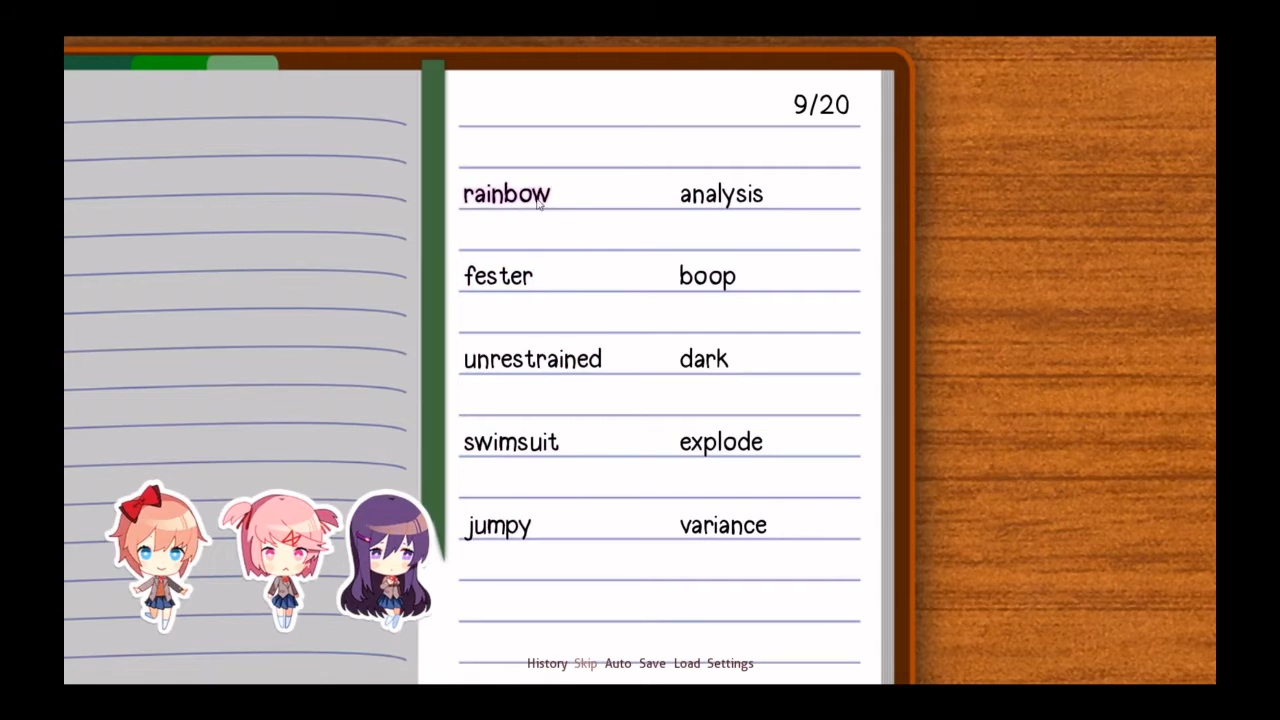 9/20
rainbow analysis
fester boop
unrestrained dark
swimsuit explode
jumpy variance
History Skip Auto Save Load Settings